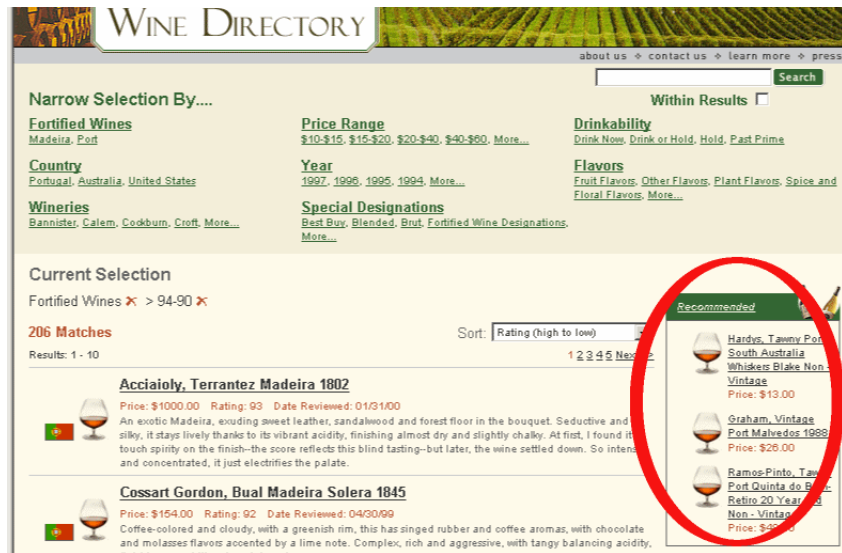 WINE DIRECTORY
about us ❖ contact us ❖ learn more ❖ press
Search
Narrow Selection By....
Within Results
Fortified Wines
Madeira, Port
Price Range
$10-$15, $15-$20, $20-$40, $40-$60, More...
Drinkability
Drink Now, Drink or Hold, Hold, Past Prime
Country
Portugal, Australia, United States
Year
1997, 1996, 1995, 1994, More...
Flavors
Fruit Flavors, Other Flavors, Plant Flavors, Spice and
Floral Flavors, More...
Wineries
Bannister, Calem, Cockburn, Croft, More...
Special Designations
Best Buy, Blended, Brut, Fortified Wine Designations,
More...
Current Selection
Fortified Wines > 94-90
206 Matches
Sort: Rating (high to low)
Results: 1 - 10
1 2 3 4 5
Acciaioly, Terrantez Madeira 1802
Price: $1000.00 Rating: 93 Date Reviewed: 01/31/00
An exotic Madeira, exuding sweet leather, sandalwood and forest floor in the bouquet. Seductive and
silky, it stays lively thanks to its vibrant acidity, finishing almost dry and slightly chalky. At first, I found it
touch spirity on the finish--the score reflects this blind tasting--but later, the wine settled down. So intens
and concentrated, it just electrifies the palate.
Cossart Gordon, Bual Madeira Solera 1845
Price: $154.00 Rating: 92 Date Reviewed: 04/30/99
Coffee-colored and cloudy, with a greenish rim, this has singed rubber and coffee aromas, with chocolate
and molasses flavors accented by a lime note. Complex, rich and aggressive, with tangy balancing acidity,
Recommended
Hardys, Tawny Port
South Australia
Whiskers Blake Non -
Vintage
Price: $13.00
Graham, Vintage
Port Malvedos 1988
Price: $26.00
Ramos-Pinto,
Port Quinta do
Retiro 20 Year
Non - Vintage
Price: